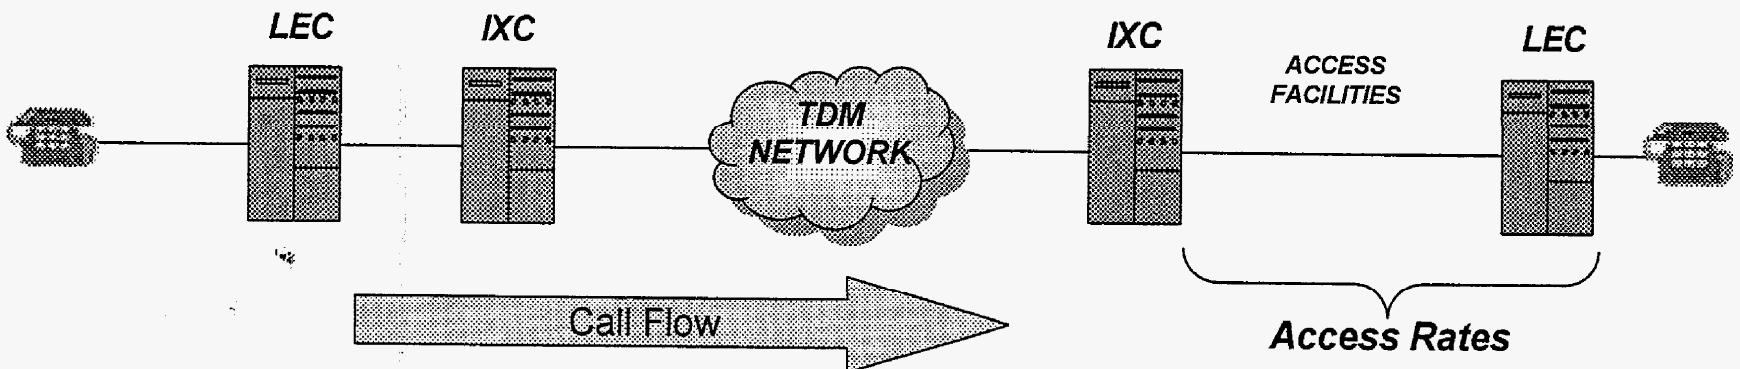 LEC
IXC
IXC
LEC
ACCESS
FACILITIES
TDM
NETWORK
Call Flow
Access Rates